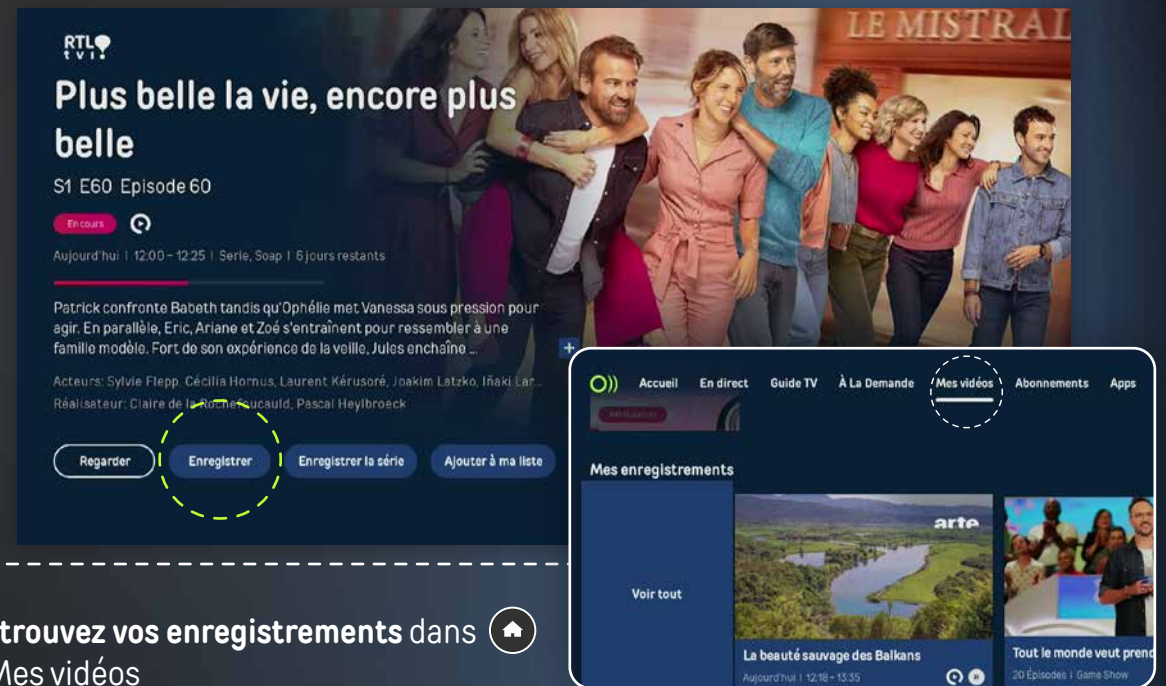 LE MISTRAL
RTL
tvi
Plus belle la vie, encore plus
belle
S1 E60 Episode 60
En cours
Aujourd'hui | 12:00 - 12:25 | Serie, Soap | 6 jours restants
Patrick confronte Babeth tandis qu'Ophélie met Vanessa sous pression pour
agir. En parallèle, Eric, Ariane et Zoé s'entraînent pour ressembler à une
famille modèle. Fort de son expérience de la veille, Jules enchaîne ...
Acteurs: Sylvie Flepp, Cécilia Hornus, Laurent Kérusoré, Joakim Latzko, Iñaki Lar...
Réalisateur: Claire de la Rochefoucauld, Pascal Heylbroeck
Regarder
Enregistrer
Enregistrer la série
Ajouter à ma liste
Accueil
En direct
Guide TV
À La Demande
Mes vidéos
Abonnements
Apps
Mes enregistrements
Voir tout
arte
La beauté sauvage des Balkans
Aujourd'hui | 12:18 - 13:35
R
Tout le monde veut prend
20 Épisodes | Game Show
trouvez vos enregistrements dans
Mes vidéos